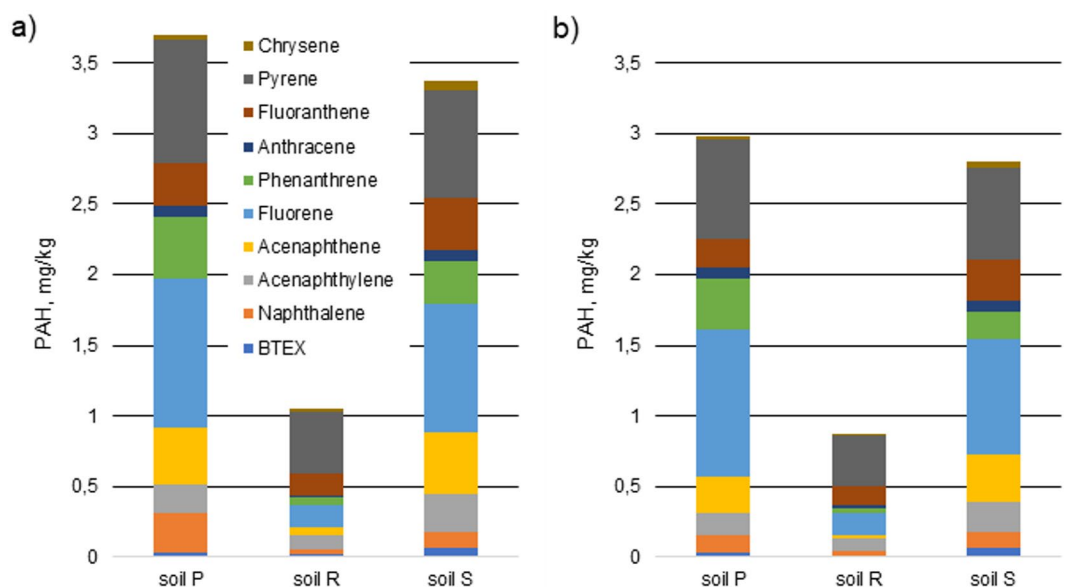 a)
PAH, mg/kg
3,5
3
2,5
2
1,5
1
0,5
0
Chrysene
Pyrene
Fluoranthene
Anthracene
Phenanthrene
Fluorene
Acenaphthene
Acenaphthylene
Naphthalene
BTEX
soil P soil R soil S
b)
PAH, mg/kg
3,5
3
2,5
2
1,5
1
0,5
0
soil P soil R soil S